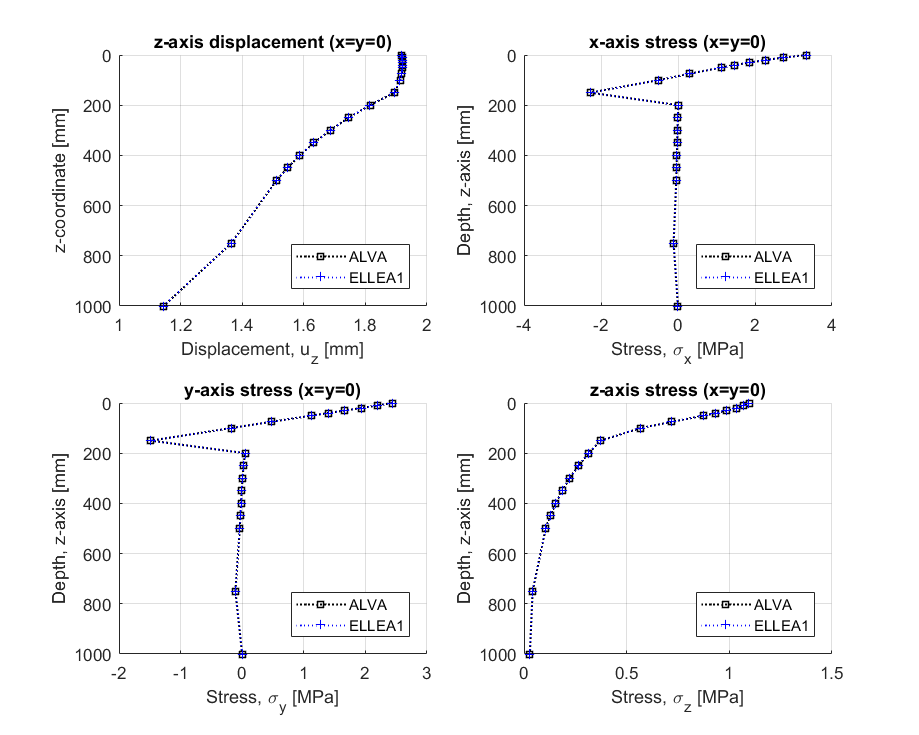 z-axis displacement (x=y=0)
0
200
400
600
800
1000
z-coordinate [mm]
1
1.2
1.4
1.6
1.8
2
Displacement, u_z [mm]
ALVA
ELLEA1
x-axis stress (x=y=0)
0
200
400
600
800
1000
Depth, z-axis [mm]
-4
-2
0
2
4
Stress, σ_x [MPa]
ALVA
ELLEA1
y-axis stress (x=y=0)
0
200
400
600
800
1000
Depth, z-axis [mm]
-2
-1
0
1
2
3
Stress, σ_y [MPa]
ALVA
ELLEA1
z-axis stress (x=y=0)
0
200
400
600
800
1000
Depth, z-axis [mm]
0
0.5
1
1.5
Stress, σ_z [MPa]
ALVA
ELLEA1